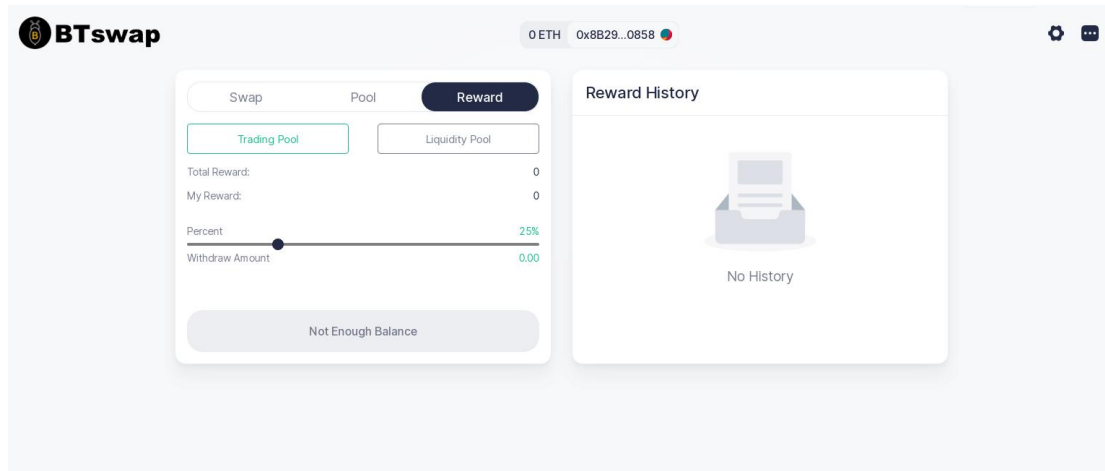 BTswap
0 ETH 0x8B29...0858
Swap Pool Reward
Trading Pool Liquidity Pool
Total Reward: 0
My Reward: 0
Percent 25%
Withdraw Amount 0.00
Not Enough Balance
Reward History
No History